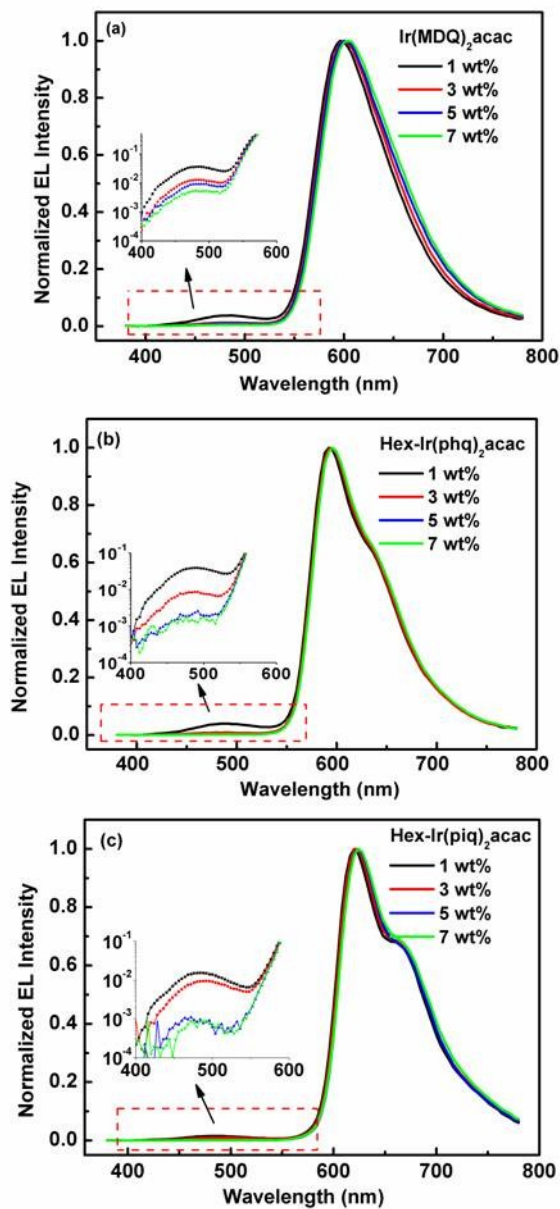 (a)
Ir(MDQ)₂acac
1 wt%
3 wt%
5 wt%
7 wt%
Normalized EL Intensity
1.0
0.8
0.6
0.4
0.2
0.0
10⁻¹
10⁻²
10⁻³
10⁻⁴
400 500 600
400 500 600 700 800
Wavelength (nm)
(b)
Hex-Ir(phq)₂acac
1 wt%
3 wt%
5 wt%
7 wt%
Normalized EL Intensity
1.0
0.8
0.6
0.4
0.2
0.0
10⁻¹
10⁻²
10⁻³
10⁻⁴
400 500 600
400 500 600 700 800
Wavelength (nm)
(c)
Hex-Ir(piq)₂acac
1 wt%
3 wt%
5 wt%
7 wt%
Normalized EL Intensity
1.0
0.8
0.6
0.4
0.2
0.0
10⁻¹
10⁻²
10⁻³
10⁻⁴
400 500 600
400 500 600 700 800
Wavelength (nm)